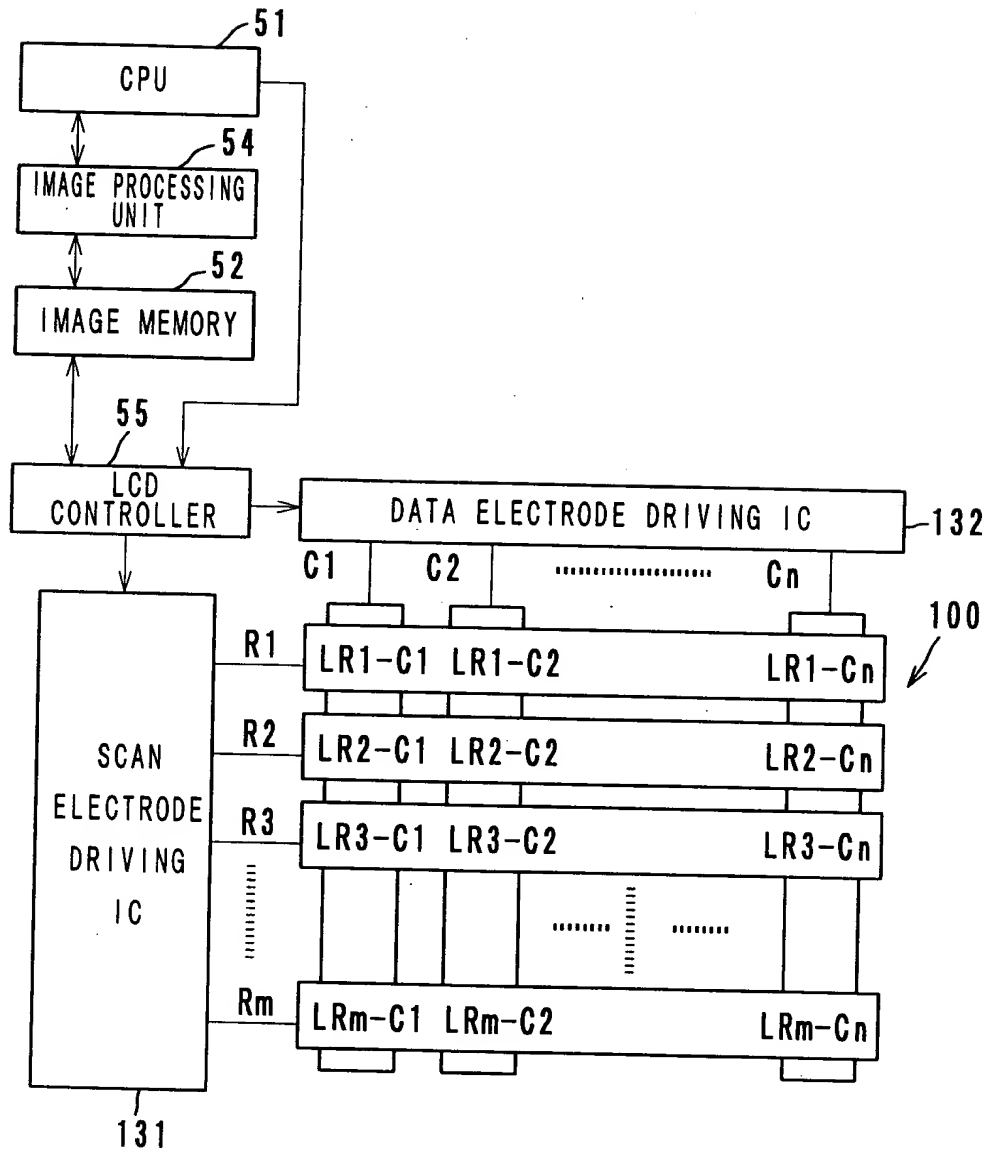 51
CPU
54
IMAGE PROCESSING
UNIT
52
IMAGE MEMORY
55
LCD
CONTROLLER
DATA ELECTRODE DRIVING IC
132
C1 C2 Cn
100
R1
LR1-C1 LR1-C2 LR1-Cn
R2
LR2-C1 LR2-C2 LR2-Cn
R3
LR3-C1 LR3-C2 LR3-Cn
SCAN
ELECTRODE
DRIVING
IC
Rm
LRm-C1 LRm-C2 LRm-Cn
131